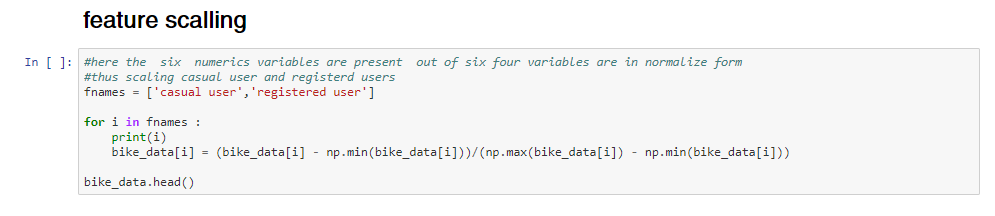 feature scalling
In [ ]: #here the  six  numerics variables are present  out of six four variables are in normalize form
#thus scaling casual user and registerd users
fnames = ['casual user','registered user']
for i in fnames :
    print(i)
    bike_data[i] = (bike_data[i] - np.min(bike_data[i]))/(np.max(bike_data[i]) - np.min(bike_data[i]))
bike_data.head()